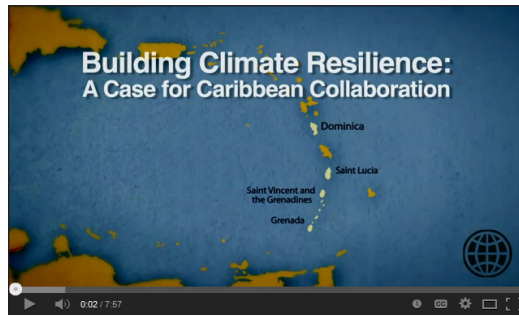 Building Climate Resilience:
A Case for Caribbean Collaboration
Dominica
Saint Lucia
Saint Vincent and
the Grenadines
Grenada
0:02 / 7:57
CC